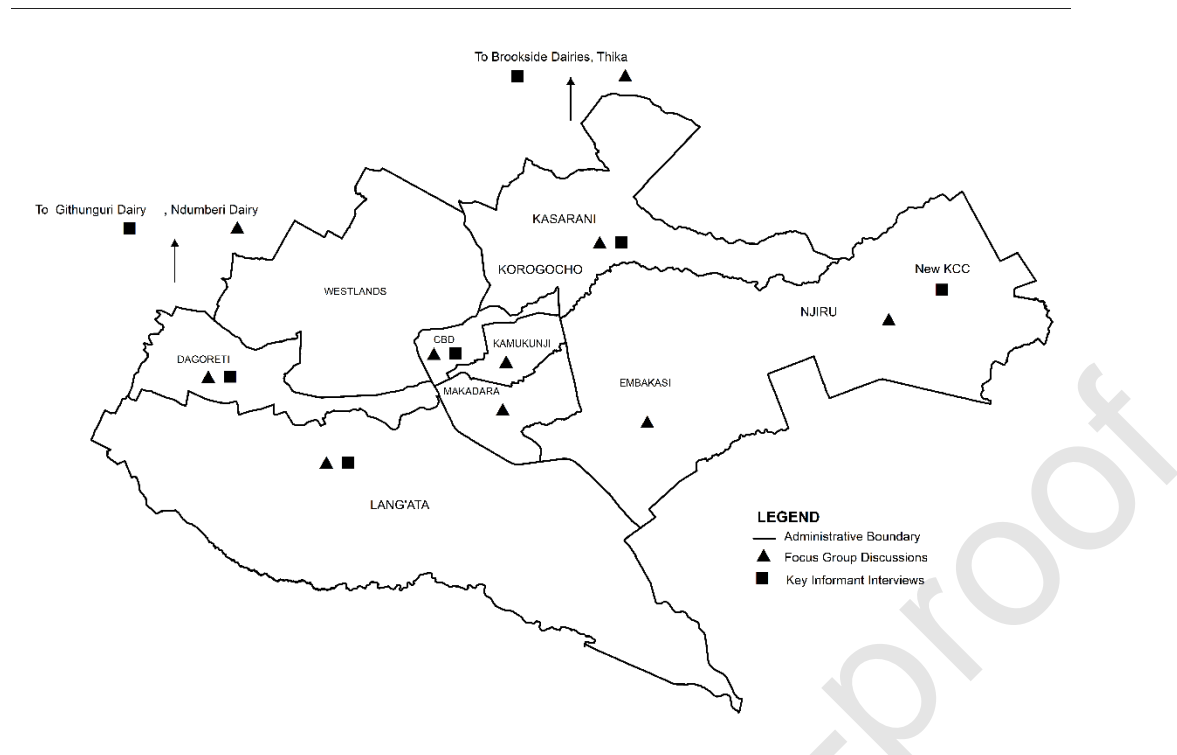 To Brookside Dairies, Thika
To Githunguri Dairy , Ndumberi Dairy
KASARANI
KOROGOCHO
New KCC
WESTLANDS
NJIRU
CBD
KAMUKUNJI
DAGORETI
EMBAKASI
MAKADARA
LANG'ATA
LEGEND
Administrative Boundary
Focus Group Discussions
Key Informant Interviews
-proof